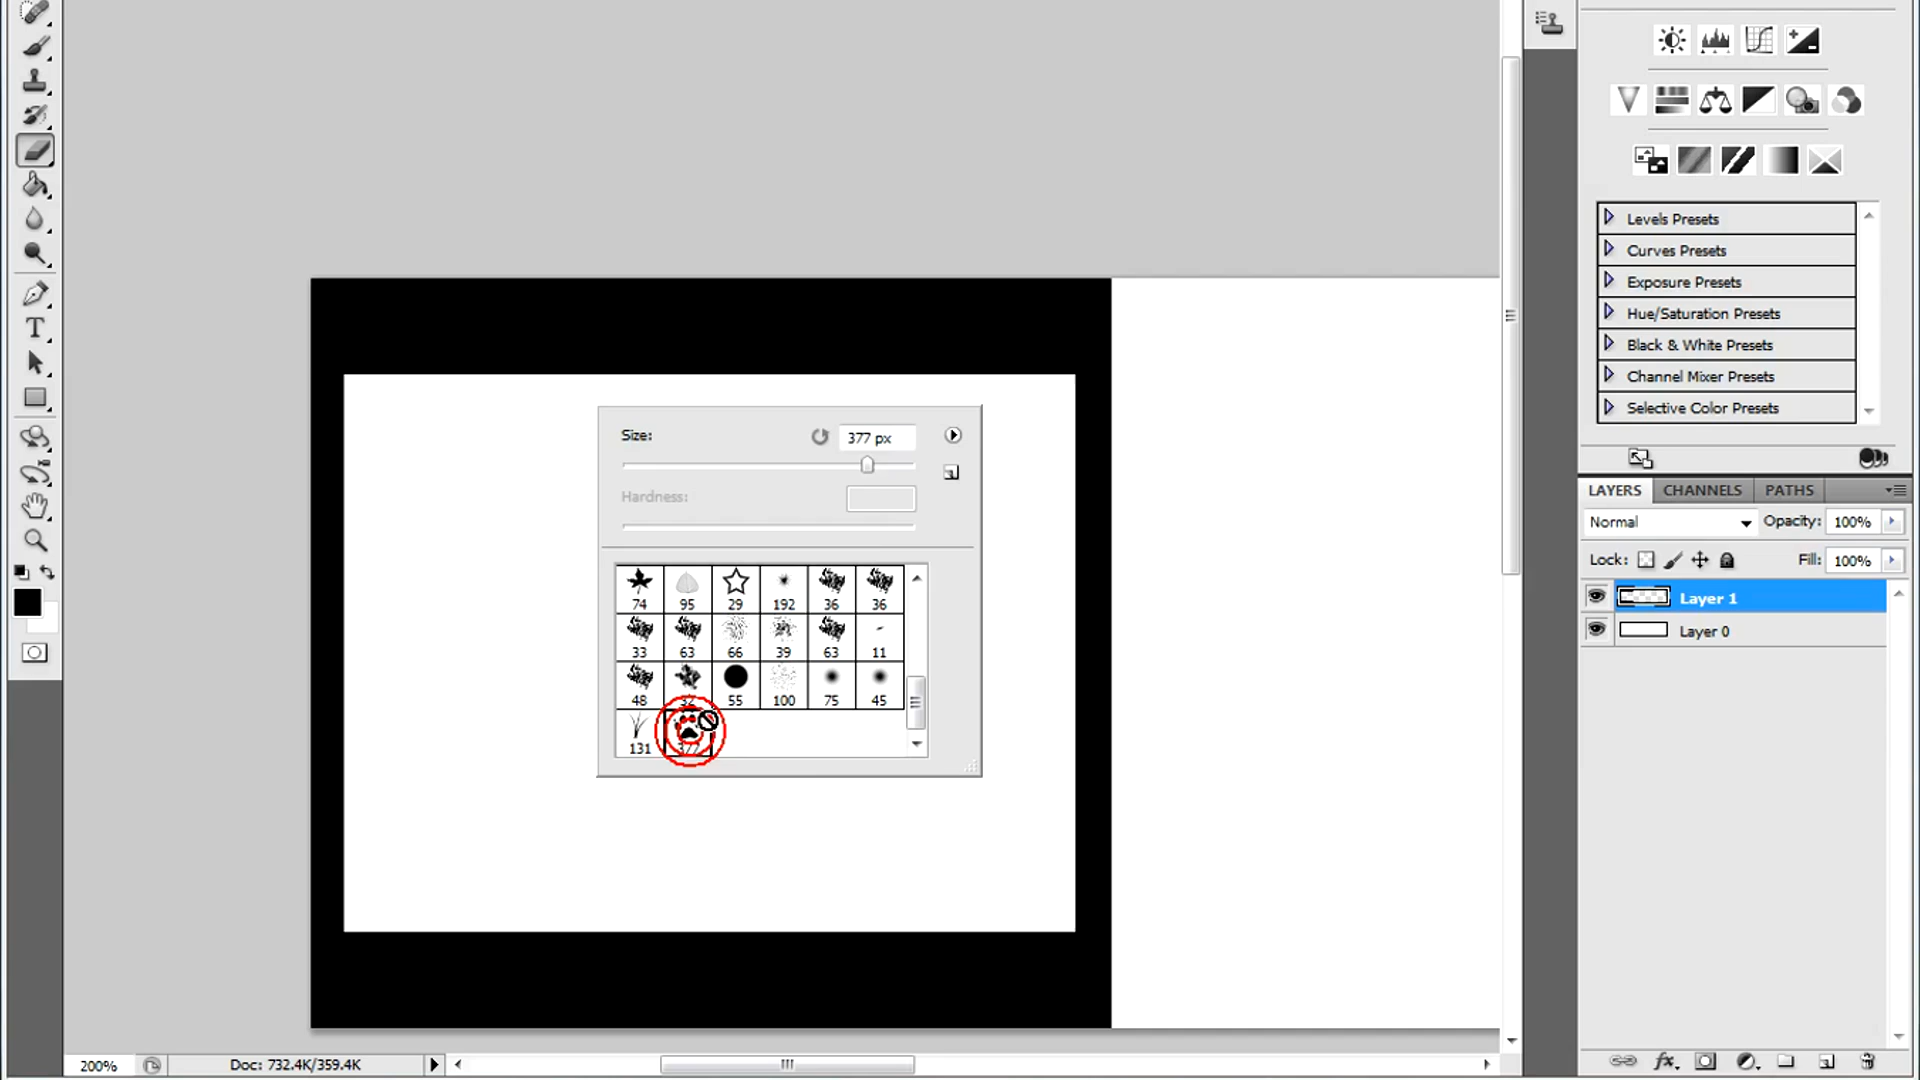 Levels Presets
Curves Presets
Exposure Presets
Hue/Saturation Presets
Black & White Presets
Channel Mixer Presets
Selective Color Presets
Size: 377 px
Hardness:
74 95 29 192 36 36
33 63 66 39 63 11
48 32 55 100 75 45
131 377
LAYERS CHANNELS PATHS
Normal Opacity: 100%
Lock: Fill: 100%
Layer 1
Layer 0
200% Doc: 732.4K/359.4K